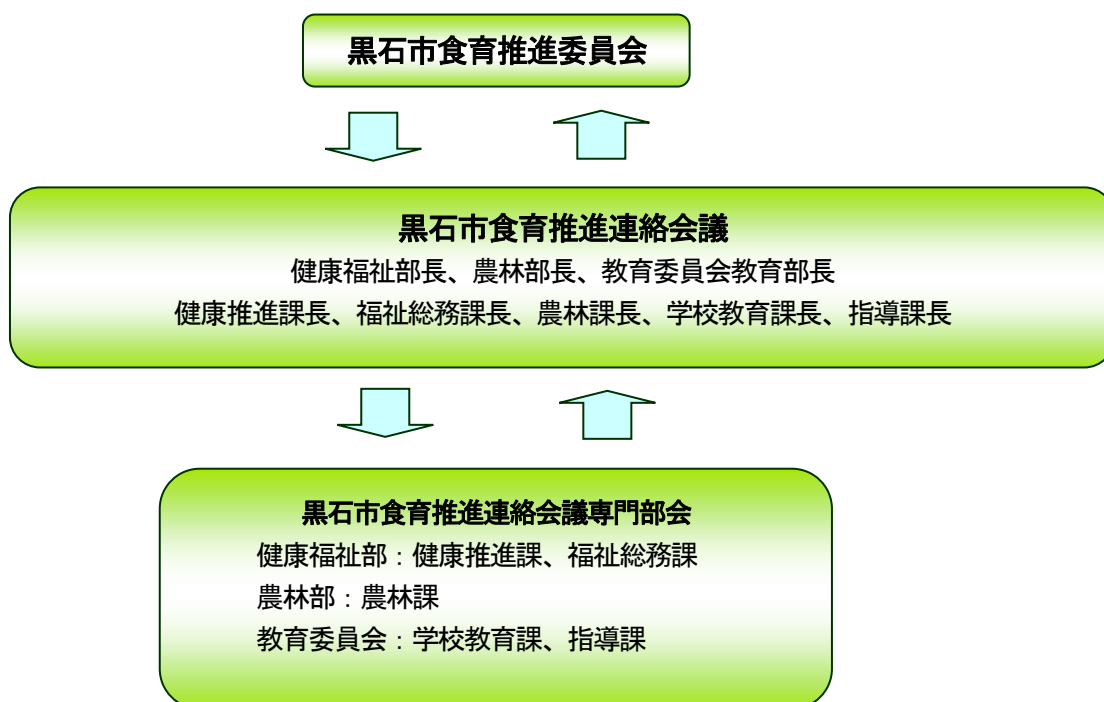 黒石市食育推進委員会
黒石市食育推進連絡会議
健康福祉部長、農林部長、教育委員会教育部長
健康推進課長、福祉総務課長、農林課長、学校教育課長、指導課長
黒石市食育推進連絡会議専門部会
健康福祉部：健康推進課、福祉総務課
農林部：農林課
教育委員会：学校教育課、指導課